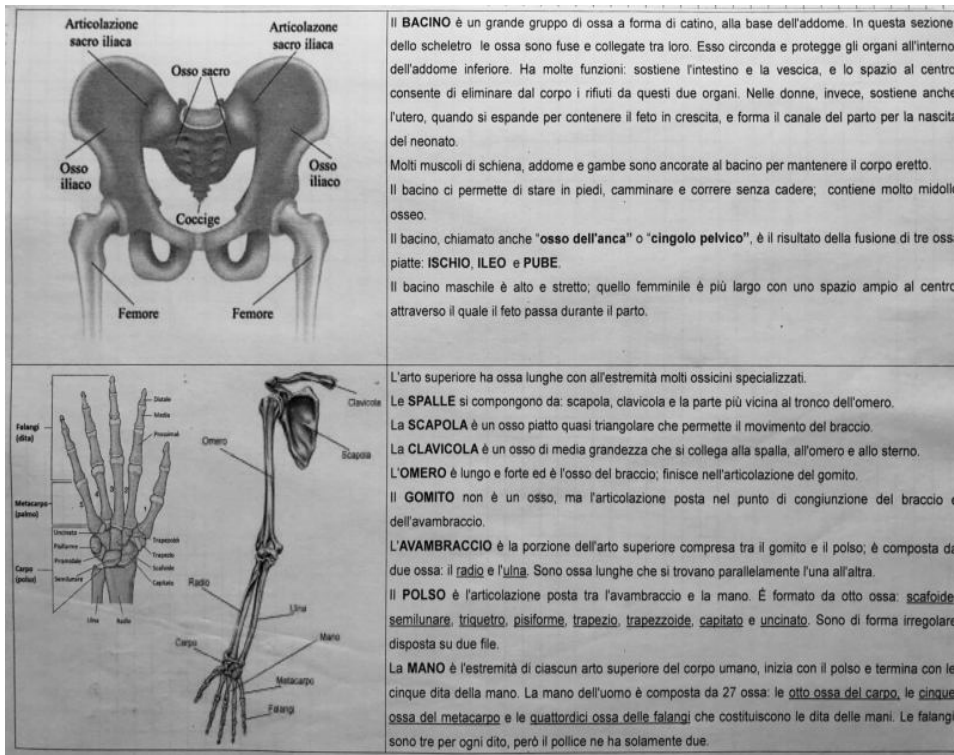 Articolazione
sacro iliaca
Articolazone
sacro iliaca
Osso sacro
Osso
iliaco
Osso
iliaco
Coccige
Femore
Femore
Il BACINO è un grande gruppo di ossa a forma di catino, alla base dell'addome. In questa sezione
dello scheletro le ossa sono fuse e collegate tra loro. Esso circonda e protegge gli organi all'interno
dell'addome inferiore. Ha molte funzioni: sostiene l'intestino e la vescica, e lo spazio al centro
consente di eliminare dal corpo i rifiuti da questi due organi. Nelle donne, invece, sostiene anche
l'utero, quando si espande per contenere il feto in crescita, e forma il canale del parto per la nascita
del neonato.
Molti muscoli di schiena, addome e gambe sono ancorate al bacino per mantenere il corpo eretto.
Il bacino ci permette di stare in piedi, camminare e correre senza cadere; contiene molto midollo
osseo.
Il bacino, chiamato anche "osso dell'anca" o "cingolo pelvico", è il risultato della fusione di tre ossa
piatte: ISCHIO, ILEO e PUBE.
Il bacino maschile è alto e stretto; quello femminile è più largo con uno spazio ampio al centro
attraverso il quale il feto passa durante il parto.
Falangi
(dita)
Distale
Media
Prossimal
Metacarpo
(palmo)
Uncinato
Pisiforme
Piramidale
Semilunare
Carpo
(polso)
Trapezoide
Trapezio
Scafoide
Capitato
Ulna
Radio
Clavicola
Omero
Scapola
Radio
Ulna
Carpo
Mano
Metacarpo
Falangi
L'arto superiore ha ossa lunghe con all'estremità molti ossicini specializzati.
Le SPALLE si compongono da: scapola, clavicola e la parte più vicina al tronco dell'omero.
La SCAPOLA è un osso piatto quasi triangolare che permette il movimento del braccio.
La CLAVICOLA è un osso di media grandezza che si collega alla spalla, all'omero e allo sterno.
L'OMERO è lungo e forte ed è l'osso del braccio; finisce nell'articolazione del gomito.
Il GOMITO non è un osso, ma l'articolazione posta nel punto di congiunzione del braccio e
dell'avambraccio.
L'AVAMBRACCIO è la porzione dell'arto superiore compresa tra il gomito e il polso; è composta da
due ossa: il radio e l'ulna. Sono ossa lunghe che si trovano parallelamente l'una all'altra.
Il POLSO è l'articolazione posta tra l'avambraccio e la mano. É formato da otto ossa: scafoide,
semilunare, triquetro, pisiforme, trapezio, trapezzoide, capitato e uncinato. Sono di forma irregolare
disposta su due file.
La MANO è l'estremità di ciascun arto superiore del corpo umano, inizia con il polso e termina con le
cinque dita della mano. La mano dell'uomo è composta da 27 ossa: le otto ossa del carpo, le cinque
ossa del metacarpo e le quattordici ossa delle falangi che costituiscono le dita delle mani. Le falangi
sono tre per ogni dito, però il pollice ne ha solamente due.